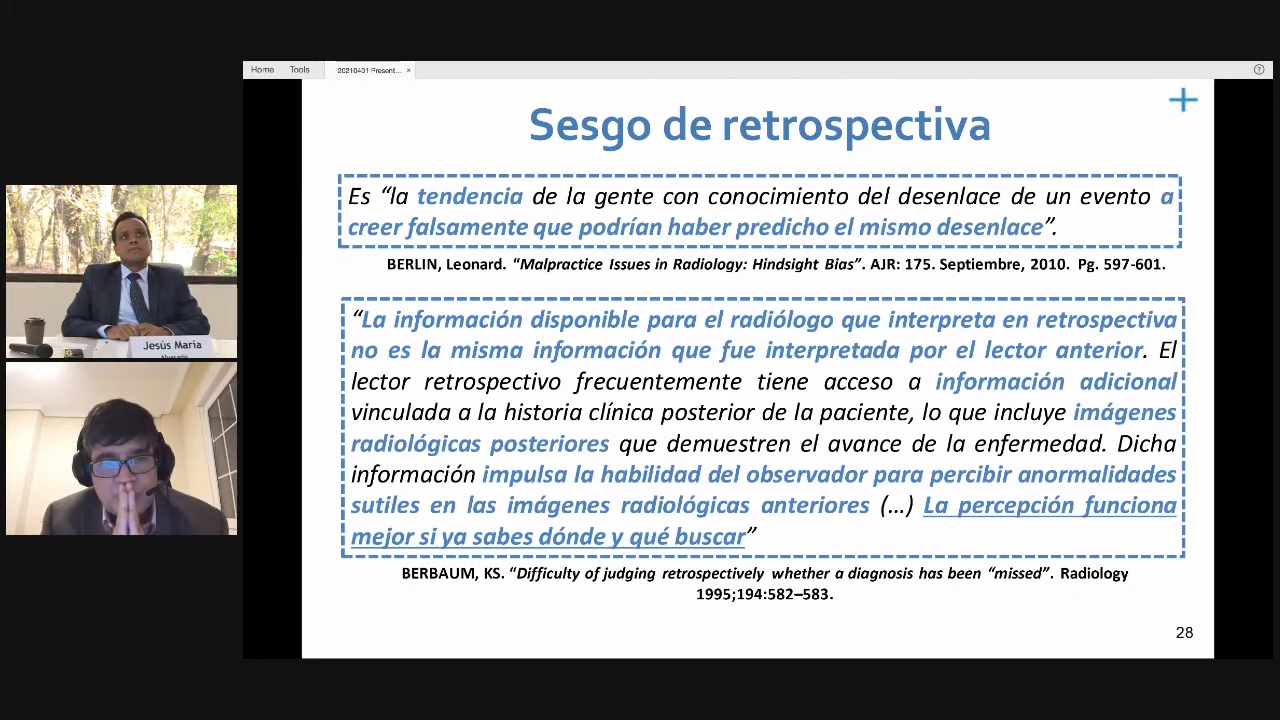 Home Tools 20210401 Present... ×
Sesgo de retrospectiva
Es “la tendencia de la gente con conocimiento del desenlace de un evento a
creer falsamente que podrían haber predicho el mismo desenlace”.
BERLIN, Leonard. “Malpractice Issues in Radiology: Hindsight Bias”. AJR: 175. Septiembre, 2010. Pg. 597-601.
“La información disponible para el radiólogo que interpreta en retrospectiva
no es la misma información que fue interpretada por el lector anterior. El
lector retrospectivo frecuentemente tiene acceso a información adicional
vinculada a la historia clínica posterior de la paciente, lo que incluye imágenes
radiológicas posteriores que demuestren el avance de la enfermedad. Dicha
información impulsa la habilidad del observador para percibir anormalidades
sutiles en las imágenes radiológicas anteriores (…) La percepción funciona
mejor si ya sabes dónde y qué buscar”
BERBAUM, KS. “Difficulty of judging retrospectively whether a diagnosis has been “missed”. Radiology
1995;194:582–583.
28
Jesús María
Alvarado